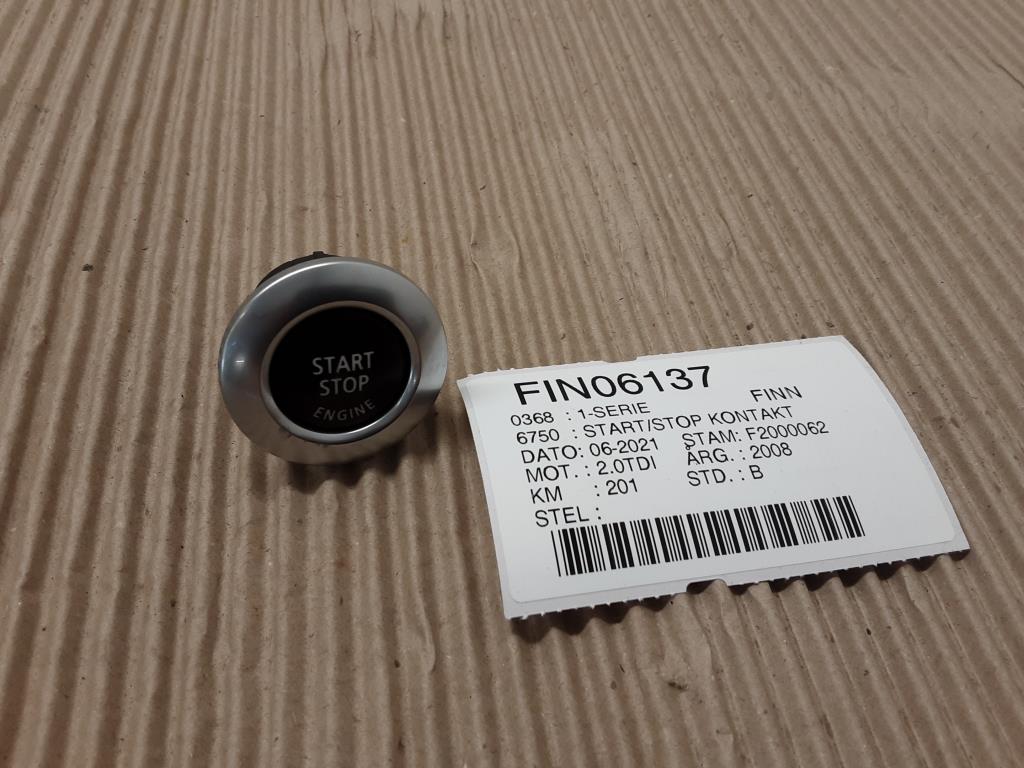 START
STOP
ENGINE
FIN06137
FINN
0368 : 1-SERIE
6750 : START/STOP KONTAKT
DATO: 06-2021 STAM: F2000062
MOT. : 2.0TDI ÅRG. : 2008
KM : 201 STD. : B
STEL :